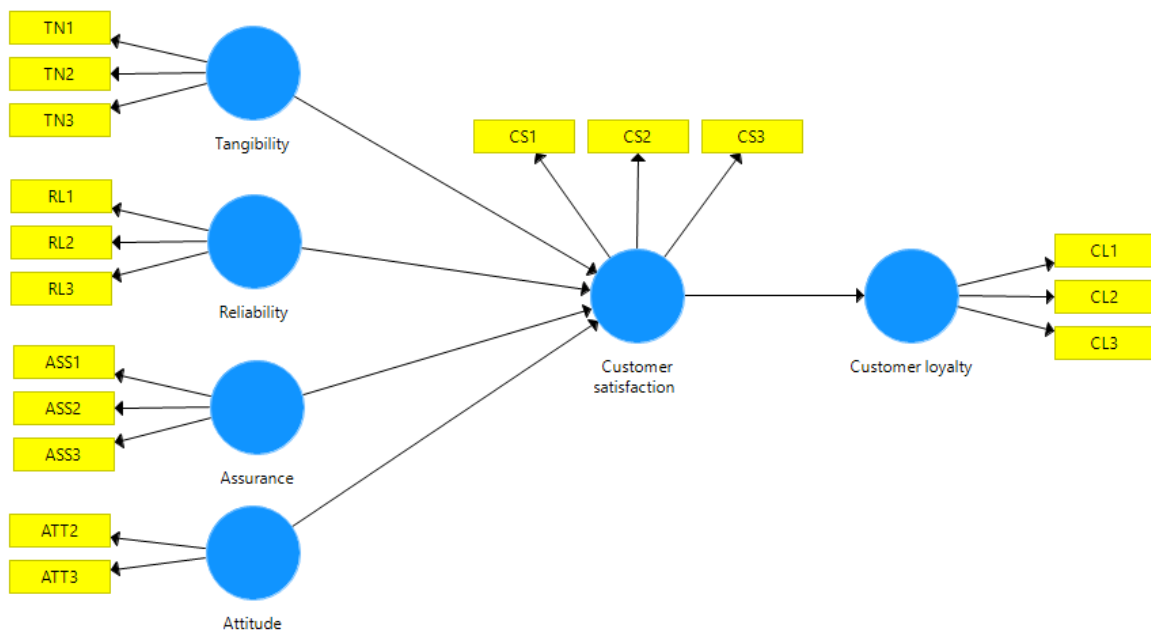 TN1
TN2
TN3
Tangibility
RL1
RL2
RL3
Reliability
ASS1
ASS2
ASS3
Assurance
ATT2
ATT3
Attitude
CS1
CS2
CS3
Customer
satisfaction
CL1
CL2
CL3
Customer loyalty